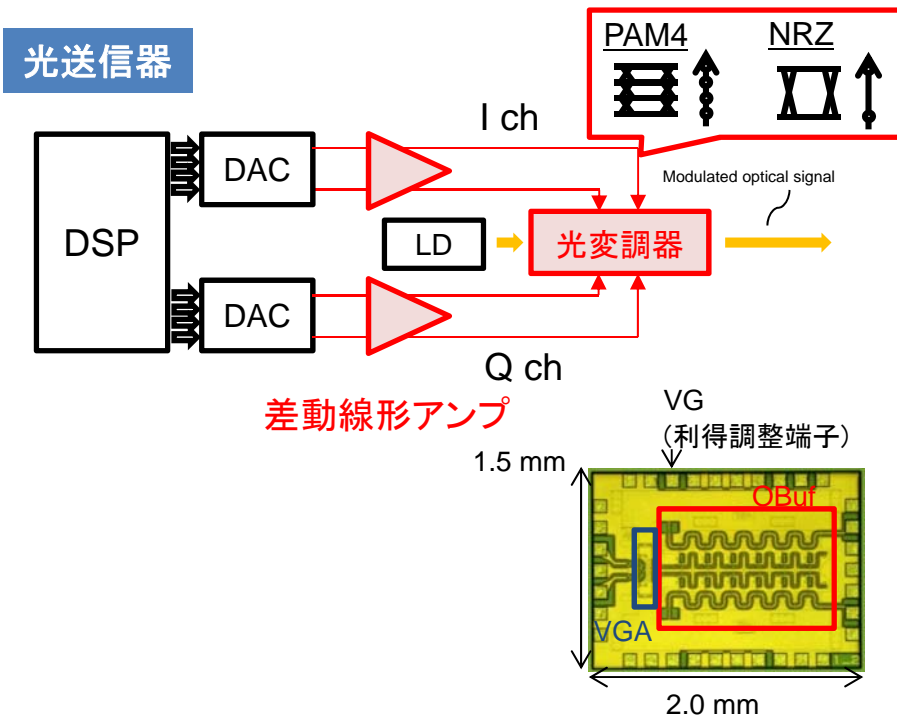 光送信器
PAM4
NRZ
I ch
DAC
DSP
Modulated optical signal
LD
光変調器
DAC
Q ch
差動線形アンプ
VG
(利得調整端子)
1.5 mm
OBuf
VGA
2.0 mm